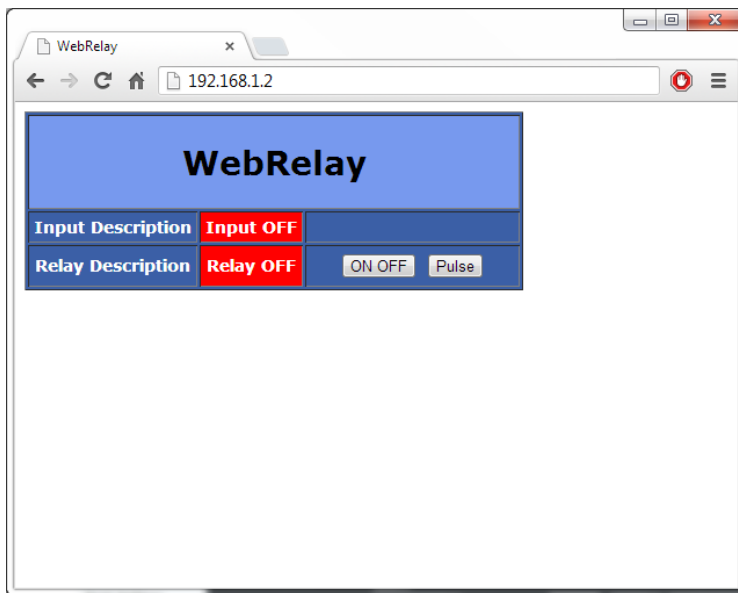 WebRelay
192.168.1.2
WebRelay
Input Description Input OFF
Relay Description Relay OFF ON OFF Pulse